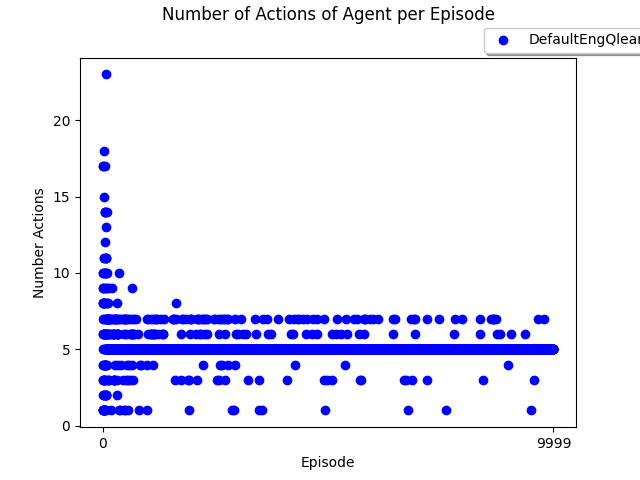 Number of Actions of Agent per Episode
DefaultEngQlear
20
15
10
5
0
Number Actions
0
9999
Episode